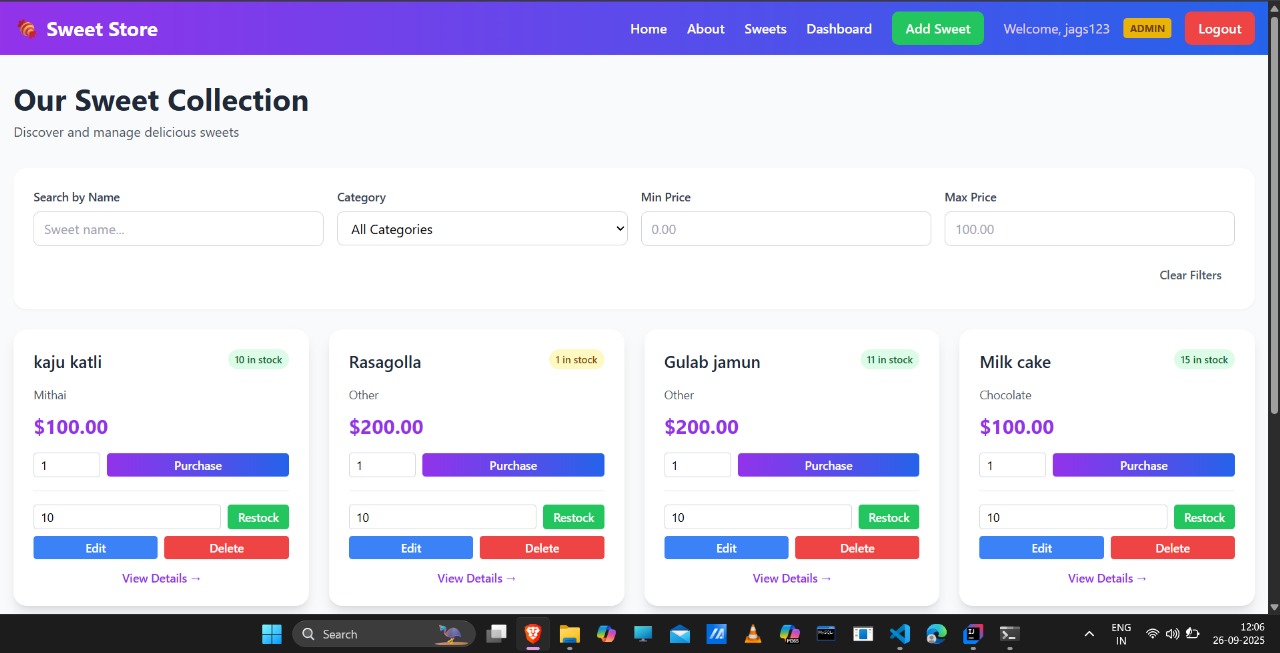 Sweet Store Home About Sweets Dashboard Add Sweet Welcome, jags123 ADMIN Logout
Our Sweet Collection
Discover and manage delicious sweets
Search by Name Category Min Price Max Price
Sweet name... All Categories 0.00 100.00
Clear Filters
kaju katli 10 in stock Rasagolla 1 in stock Gulab jamun 11 in stock Milk cake 15 in stock
Mithai Other Other Chocolate
$100.00 $200.00 $200.00 $100.00
1 Purchase 1 Purchase 1 Purchase 1 Purchase
10 Restock 10 Restock 10 Restock 10 Restock
Edit Delete Edit Delete Edit Delete Edit Delete
View Details → View Details → View Details → View Details →
Search ENG 12:06
IN 26-09-2025